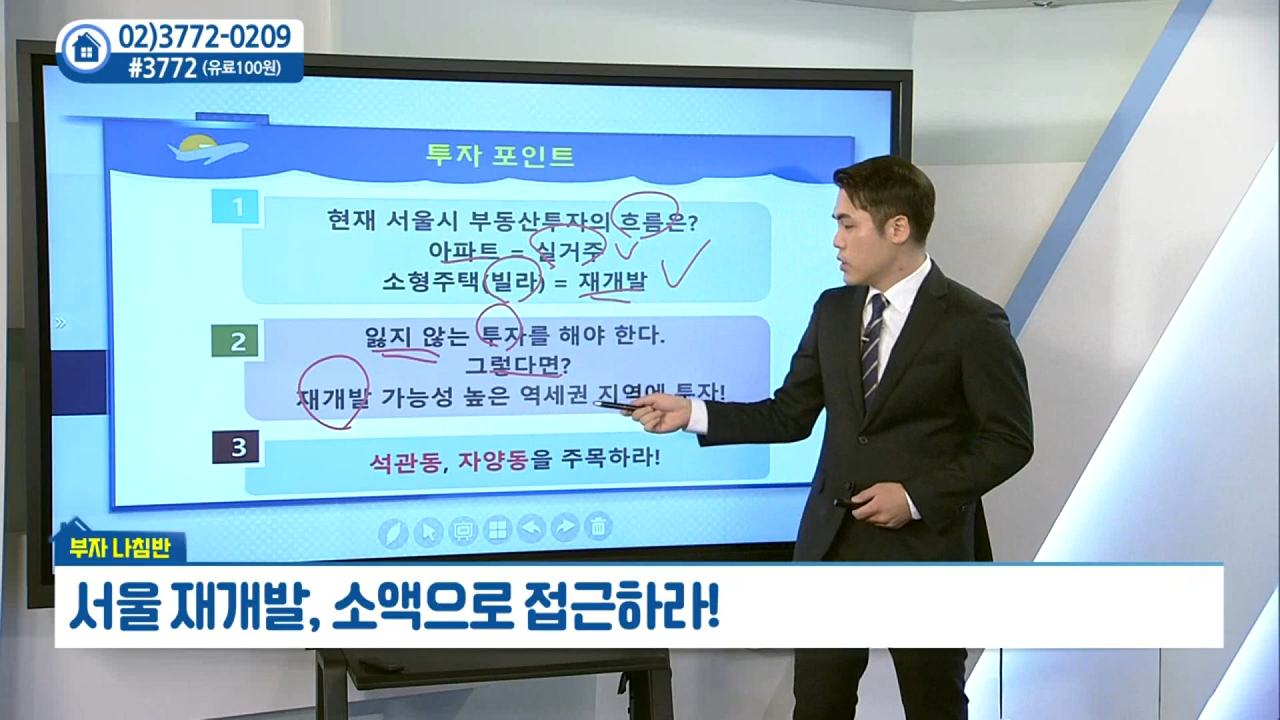 02)3772-0209
#3772 (유료100원)
투자 포인트
1
현재 서울시 부동산투자의 흐름은?
아파트 = 실거주
소형주택(빌라) = 재개발
2
잃지 않는 투자를 해야 한다.
그렇다면?
재개발 가능성 높은 역세권 지역에 투자!
3
석관동, 자양동을 주목하라!
부자 나침반
서울 재개발, 소액으로 접근하라!